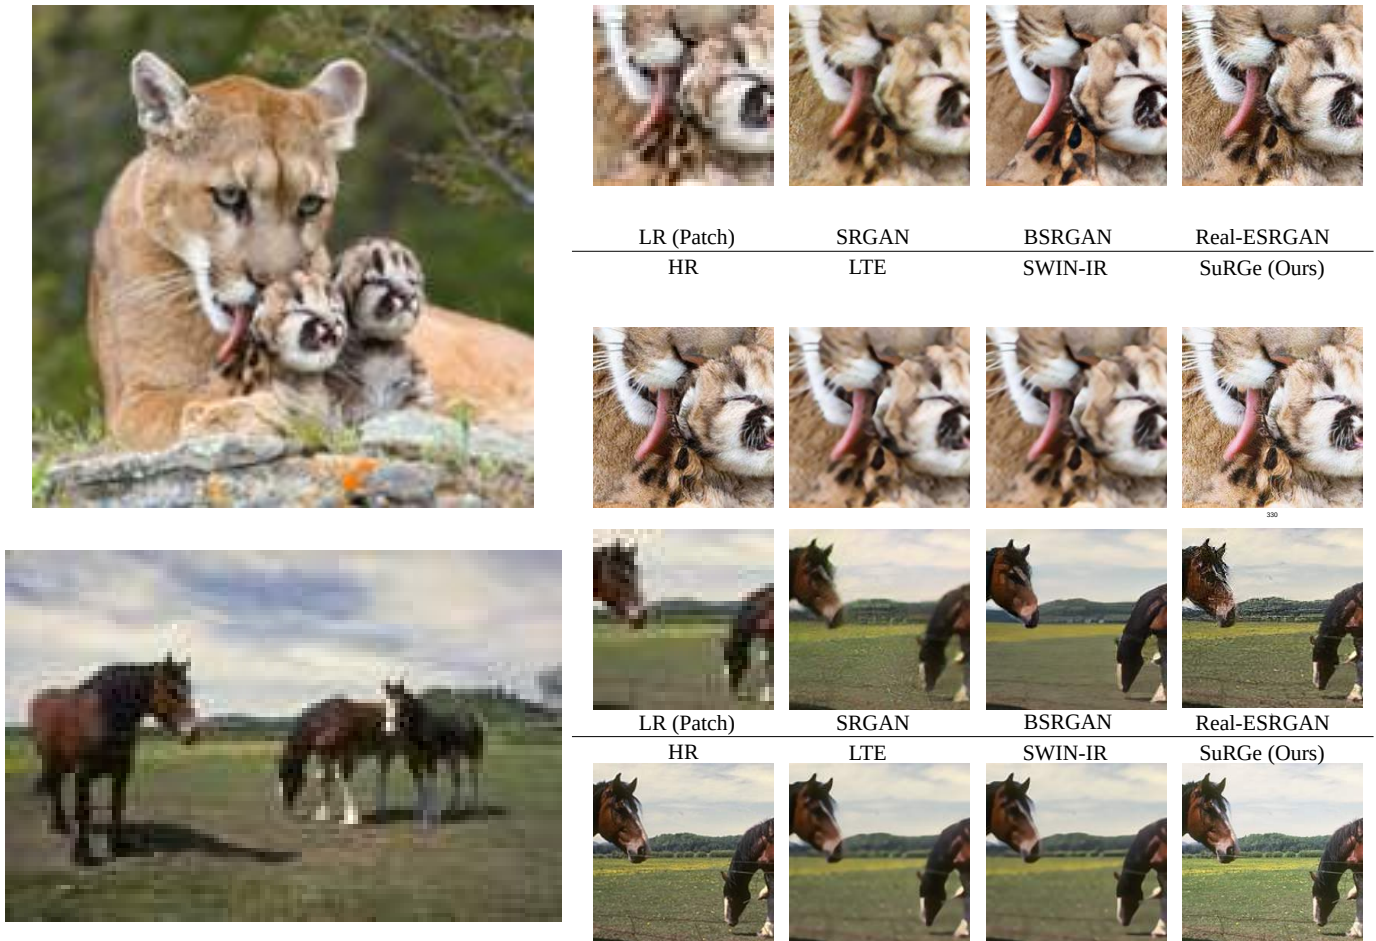 LR (Patch) SRGAN BSRGAN Real-ESRGAN
HR LTE SWIN-IR SuRGe (Ours)
330
LR (Patch) SRGAN BSRGAN Real-ESRGAN
HR LTE SWIN-IR SuRGe (Ours)